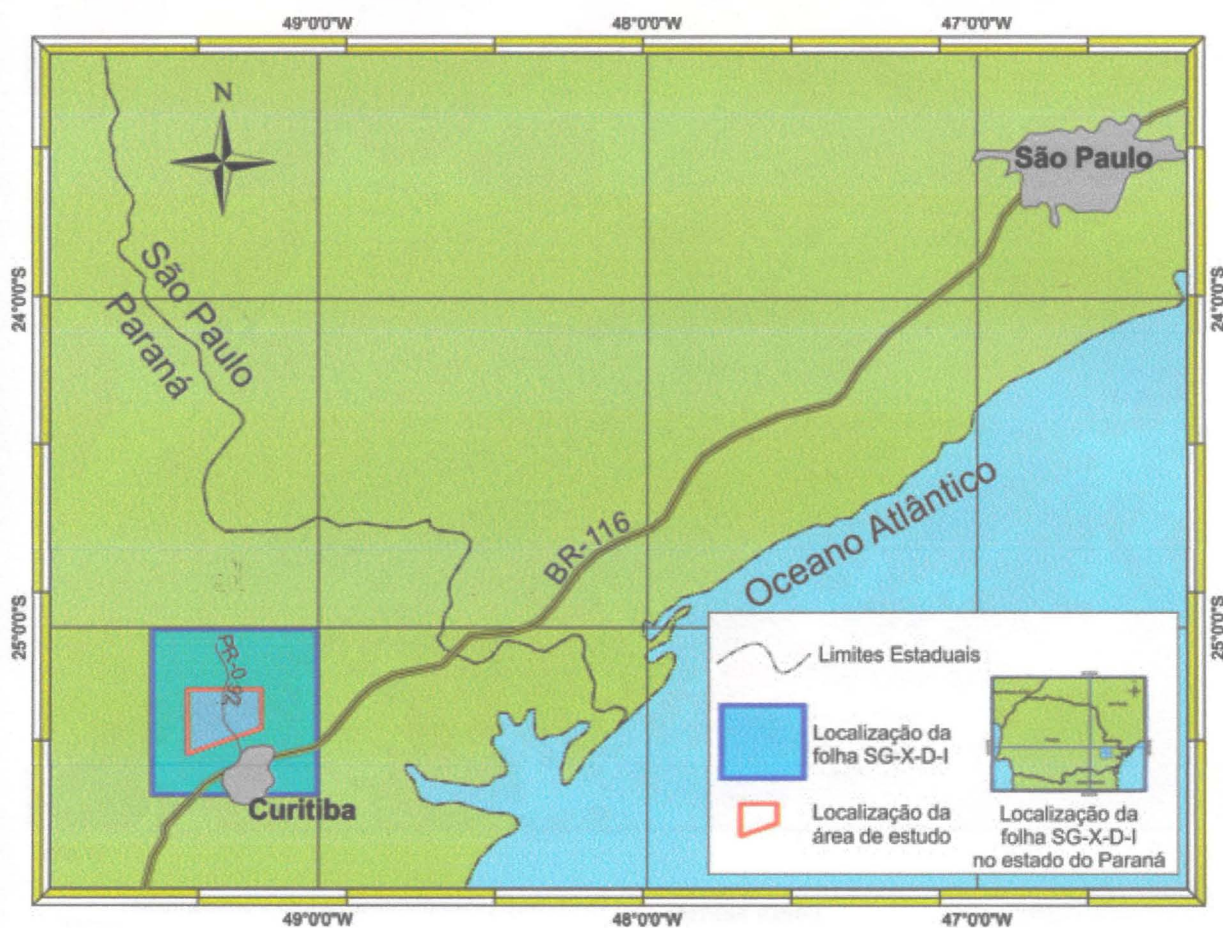 49°0'0"W
48°0'0"W
47°0'0"W
N
São Paulo
São Paulo
Paraná
24°0'0"S
24°0'0"S
BR-116
Oceano Atlântico
25°0'0"S
25°0'0"S
PR-092
Curitiba
Limites Estaduais
Localização da
folha SG-X-D-I
Localização da
área de estudo
Localização da
folha SG-X-D-I
no estado do Paraná
49°0'0"W
48°0'0"W
47°0'0"W